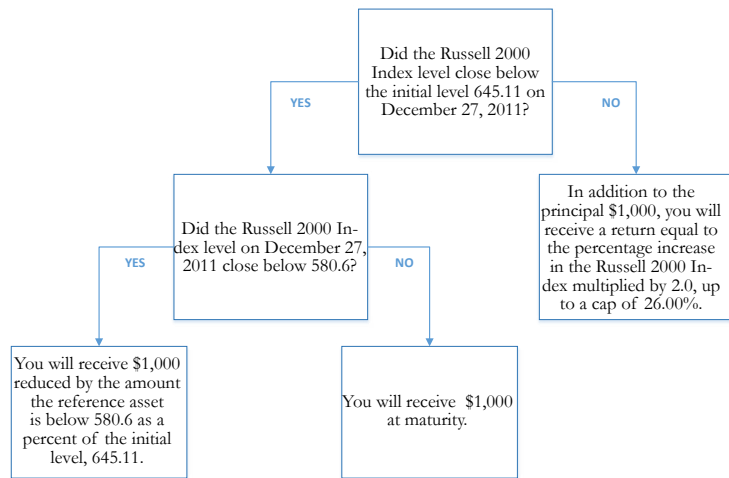 Did the Russell 2000
Index level close below
the initial level 645.11 on
December 27, 2011?
YES
NO
Did the Russell 2000 In-
dex level on December 27,
2011 close below 580.6?
In addition to the
principal $1,000, you will
receive a return equal to
the percentage increase
in the Russell 2000 In-
dex multiplied by 2.0, up
to a cap of 26.00%.
YES
NO
You will receive $1,000
reduced by the amount
the reference asset
is below 580.6 as a
percent of the initial
level, 645.11.
You will receive $1,000
at maturity.